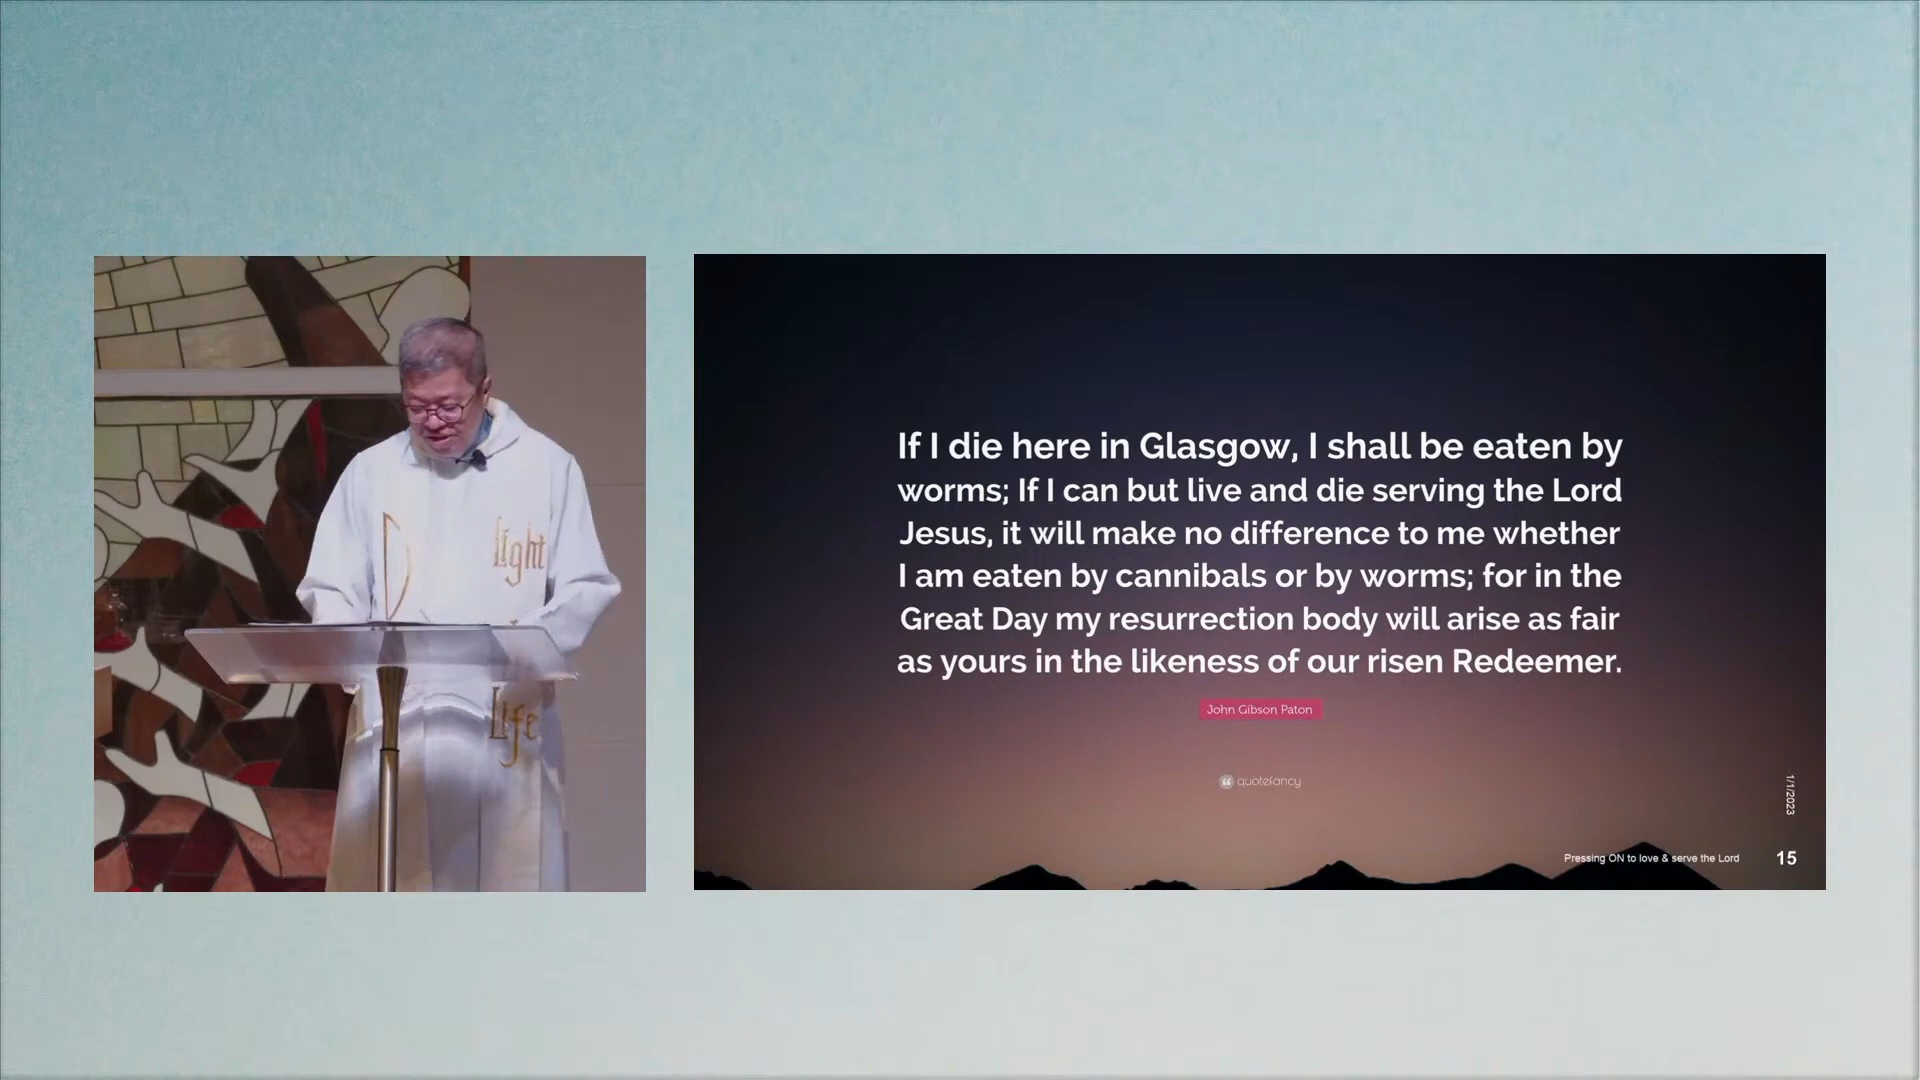 Light
Life
If I die here in Glasgow, I shall be eaten by
worms; If I can but live and die serving the Lord
Jesus, it will make no difference to me whether
I am eaten by cannibals or by worms; for in the
Great Day my resurrection body will arise as fair
as yours in the likeness of our risen Redeemer.
John Gibson Paton
quotefancy
1/1/2023
Pressing ON to love & serve the Lord 15